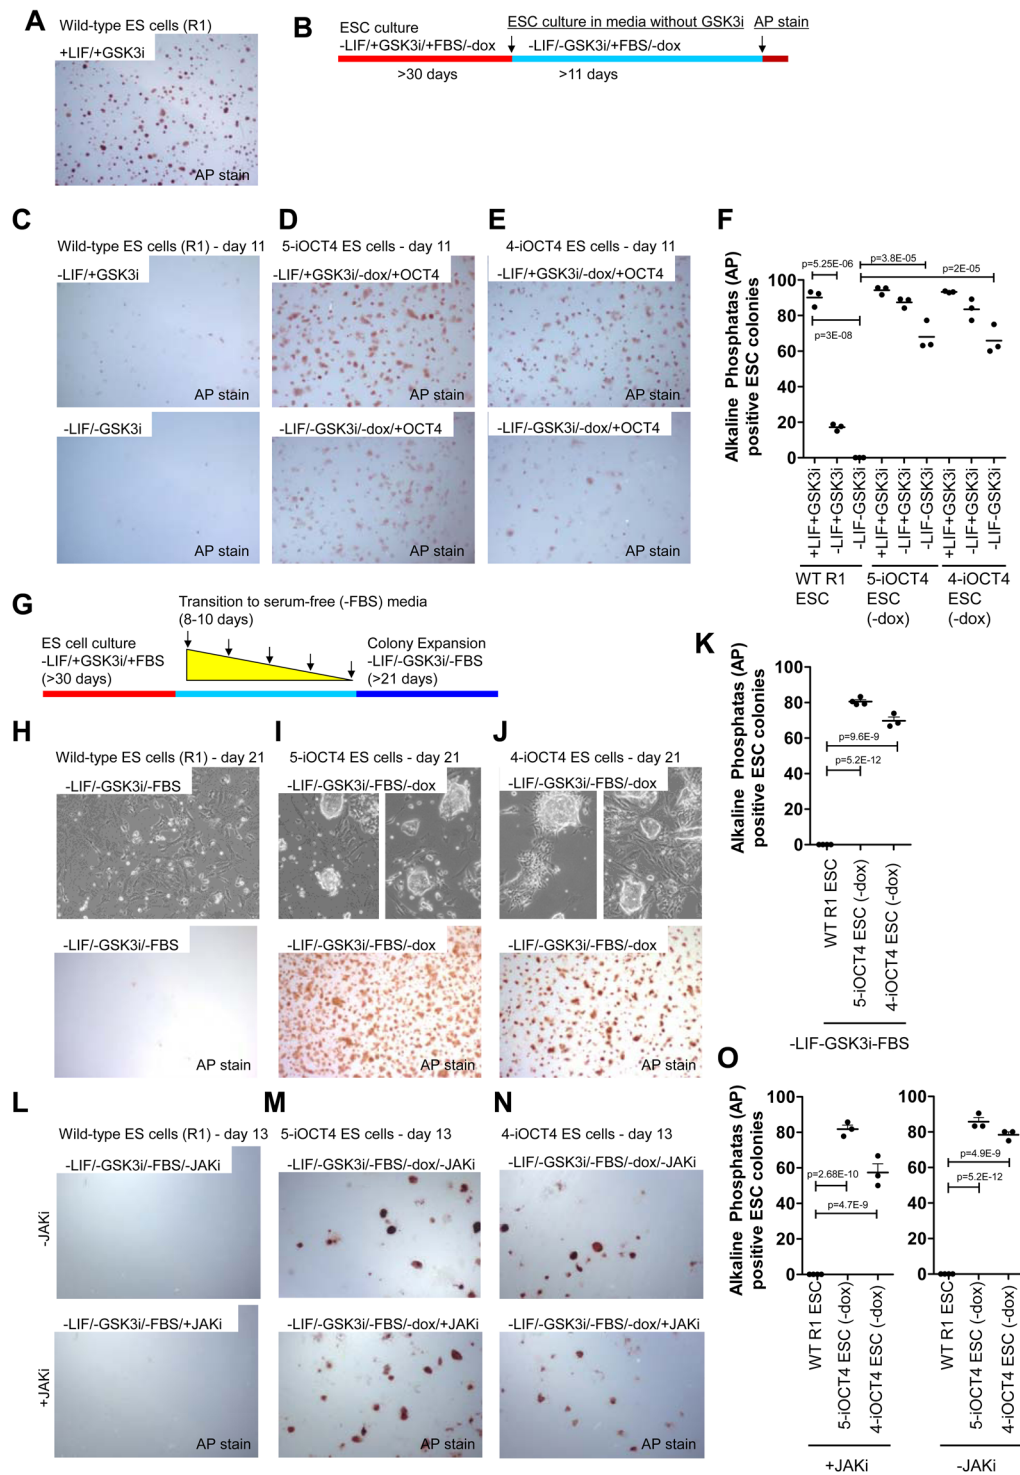 A
Wild-type ES cells (R1)
+LIF/+GSK3i
AP stain
B
ESC culture
-LIF/+GSK3i/+FBS/-dox
ESC culture in media without GSK3i
-LIF/-GSK3i/+FBS/-dox
AP stain
>30 days
>11 days
C
Wild-type ES cells (R1) - day 11
-LIF/+GSK3i
AP stain
-LIF/-GSK3i
AP stain
D
5-iOCT4 ES cells - day 11
-LIF/+GSK3i/-dox/+OCT4
AP stain
-LIF/-GSK3i/-dox/+OCT4
AP stain
E
4-iOCT4 ES cells - day 11
-LIF/+GSK3i/-dox/+OCT4
AP stain
-LIF/-GSK3i/-dox/+OCT4
AP stain
F
Alkaline Phosphatas (AP)
positive ESC colonies
100
80
60
40
20
0
p=5.25E-06
p=3E-08
p=3.8E-05
p=2E-05
+LIF+GSK3i
-LIF+GSK3i
-LIF-GSK3i
+LIF+GSK3i
-LIF+GSK3i
-LIF-GSK3i
+LIF+GSK3i
-LIF+GSK3i
-LIF-GSK3i
WT R1
ESC
5-iOCT4
ESC
(-dox)
4-iOCT4
ESC
(-dox)
G
Transition to serum-free (-FBS) media
(8-10 days)
ES cell culture
-LIF/+GSK3i/+FBS
(>30 days)
Colony Expansion
-LIF/-GSK3i/-FBS
(>21 days)
H
Wild-type ES cells (R1) - day 21
-LIF/-GSK3i/-FBS
-LIF/-GSK3i/-FBS
AP stain
I
5-iOCT4 ES cells - day 21
-LIF/-GSK3i/-FBS/-dox
-LIF/-GSK3i/-FBS/-dox
AP stain
J
4-iOCT4 ES cells - day 21
-LIF/-GSK3i/-FBS/-dox
-LIF/-GSK3i/-FBS/-dox
AP stain
K
Alkaline Phosphatas (AP)
positive ESC colonies
100
80
60
40
20
0
p=9.6E-9
p=5.2E-12
WT R1 ESC
5-iOCT4 ESC (-dox)
4-iOCT4 ESC (-dox)
-LIF-GSK3i-FBS
L
Wild-type ES cells (R1) - day 13
-JAKi
-LIF/-GSK3i/-FBS/-JAKi
+JAKi
-LIF/-GSK3i/-FBS/+JAKi
AP stain
M
5-iOCT4 ES cells - day 13
-LIF/-GSK3i/-FBS/-dox/-JAKi
-LIF/-GSK3i/-FBS/-dox/+JAKi
AP stain
N
4-iOCT4 ES cells - day 13
-LIF/-GSK3i/-FBS/-dox/-JAKi
-LIF/-GSK3i/-FBS/-dox/+JAKi
AP stain
O
Alkaline Phosphatas (AP)
positive ESC colonies
100
80
60
40
20
0
p=2.68E-10
p=4.7E-9
WT R1 ESC
5-iOCT4 ESC (-dox)
4-iOCT4 ESC (-dox)
+JAKi
100
80
60
40
20
0
p=4.9E-9
p=5.2E-12
WT R1 ESC
5-iOCT4 ESC (-dox)
4-iOCT4 ESC (-dox)
-JAKi